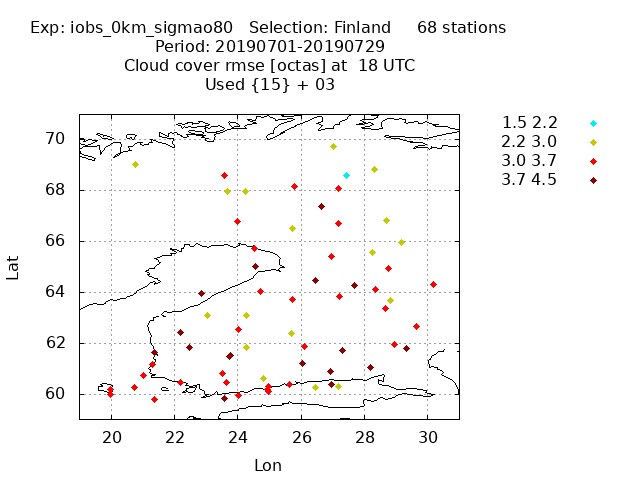 Exp: iobs_0km_sigmao80 Selection: Finland 68 stations
Period: 20190701-20190729
Cloud cover rmse [octas] at 18 UTC
Used {15} + 03
1.5 2.2
2.2 3.0
3.0 3.7
3.7 4.5
70
68
66
64
62
60
Lat
20 22 24 26 28 30
Lon